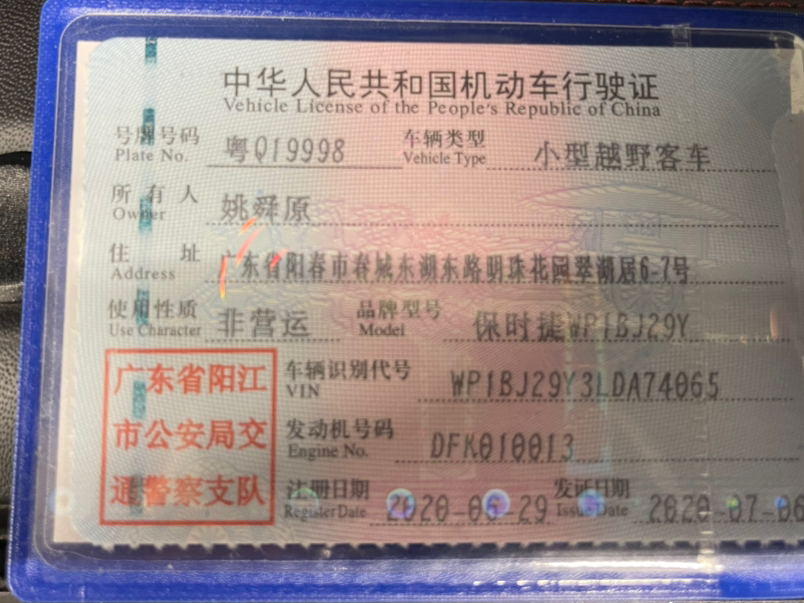 中华人民共和国机动车行驶证
Vehicle License of the People's Republic of China
号牌号码 粤Q19998 车辆类型 小型越野客车
Plate No. Vehicle Type
所有人 姚舜原
Owner
住址 广东省阳春市春城东湖东路明珠花园翠湖居6-7号
Address
使用性质 非营运 品牌型号 保时捷WP1BJ29Y
Use Character Model
广东省阳江
市公安局交
通警察支队
车辆识别代号 WP1BJ29Y3LDA74065
VIN
发动机号码 DFK010013
Engine No.
注册日期 2020-06-29 发证日期 2020-07-06
Register Date Issue Date